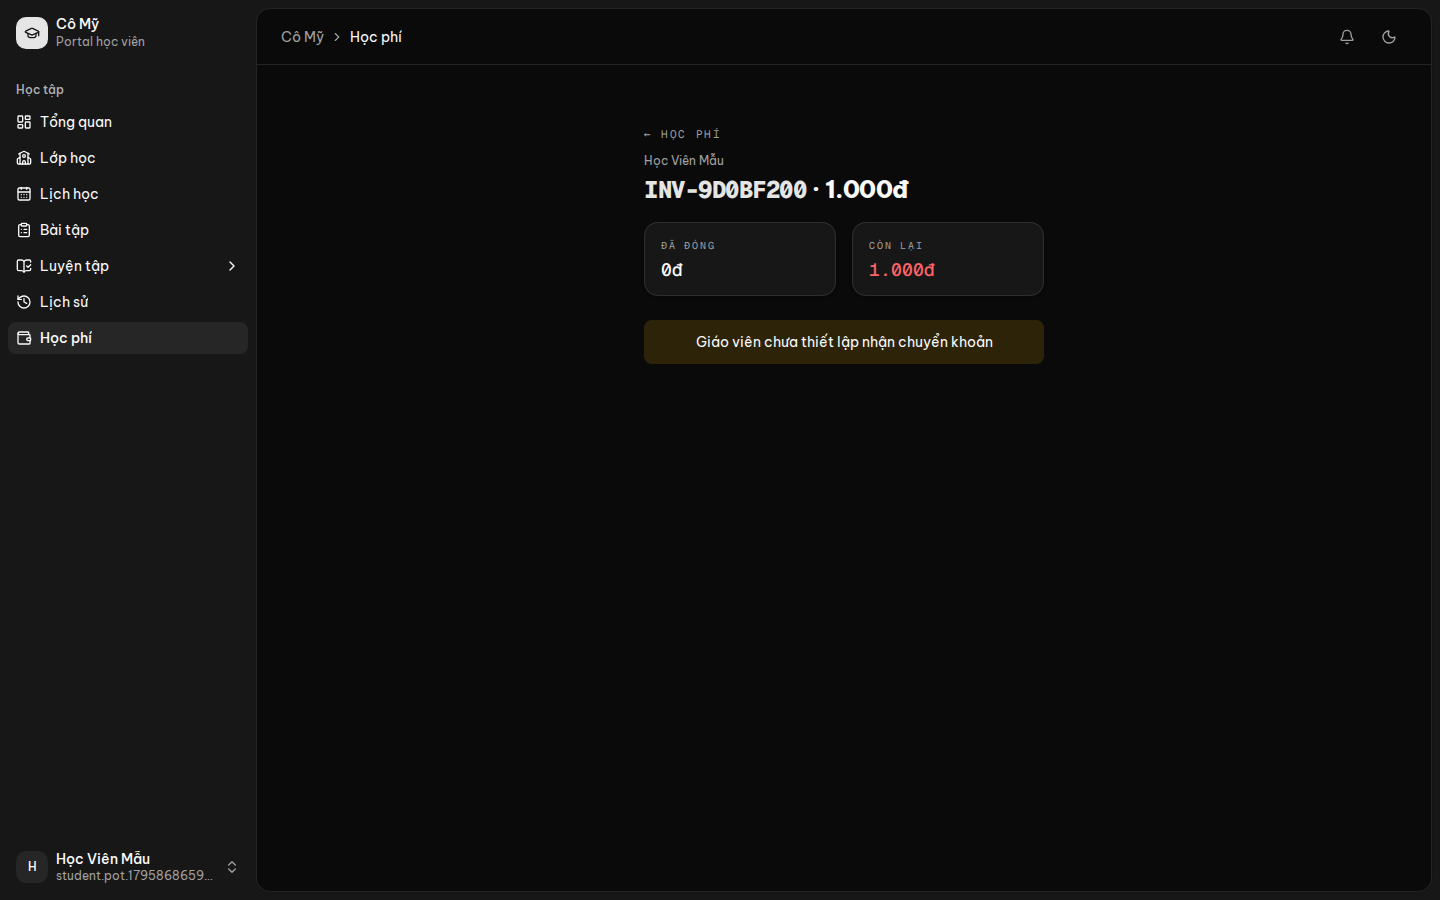 Cô Mỹ
Portal học viên
Học tập
Tổng quan
Lớp học
Lịch học
Bài tập
Luyện tập
Lịch sử
Học phí
H
Học Viên Mẫu
student.pot.1795868659...
Cô Mỹ > Học phí
← HỌC PHÍ
Học Viên Mẫu
INV-9D0BF200 · 1.000đ
ĐÃ ĐÓNG
0đ
CÒN LẠI
1.000đ
Giáo viên chưa thiết lập nhận chuyển khoản